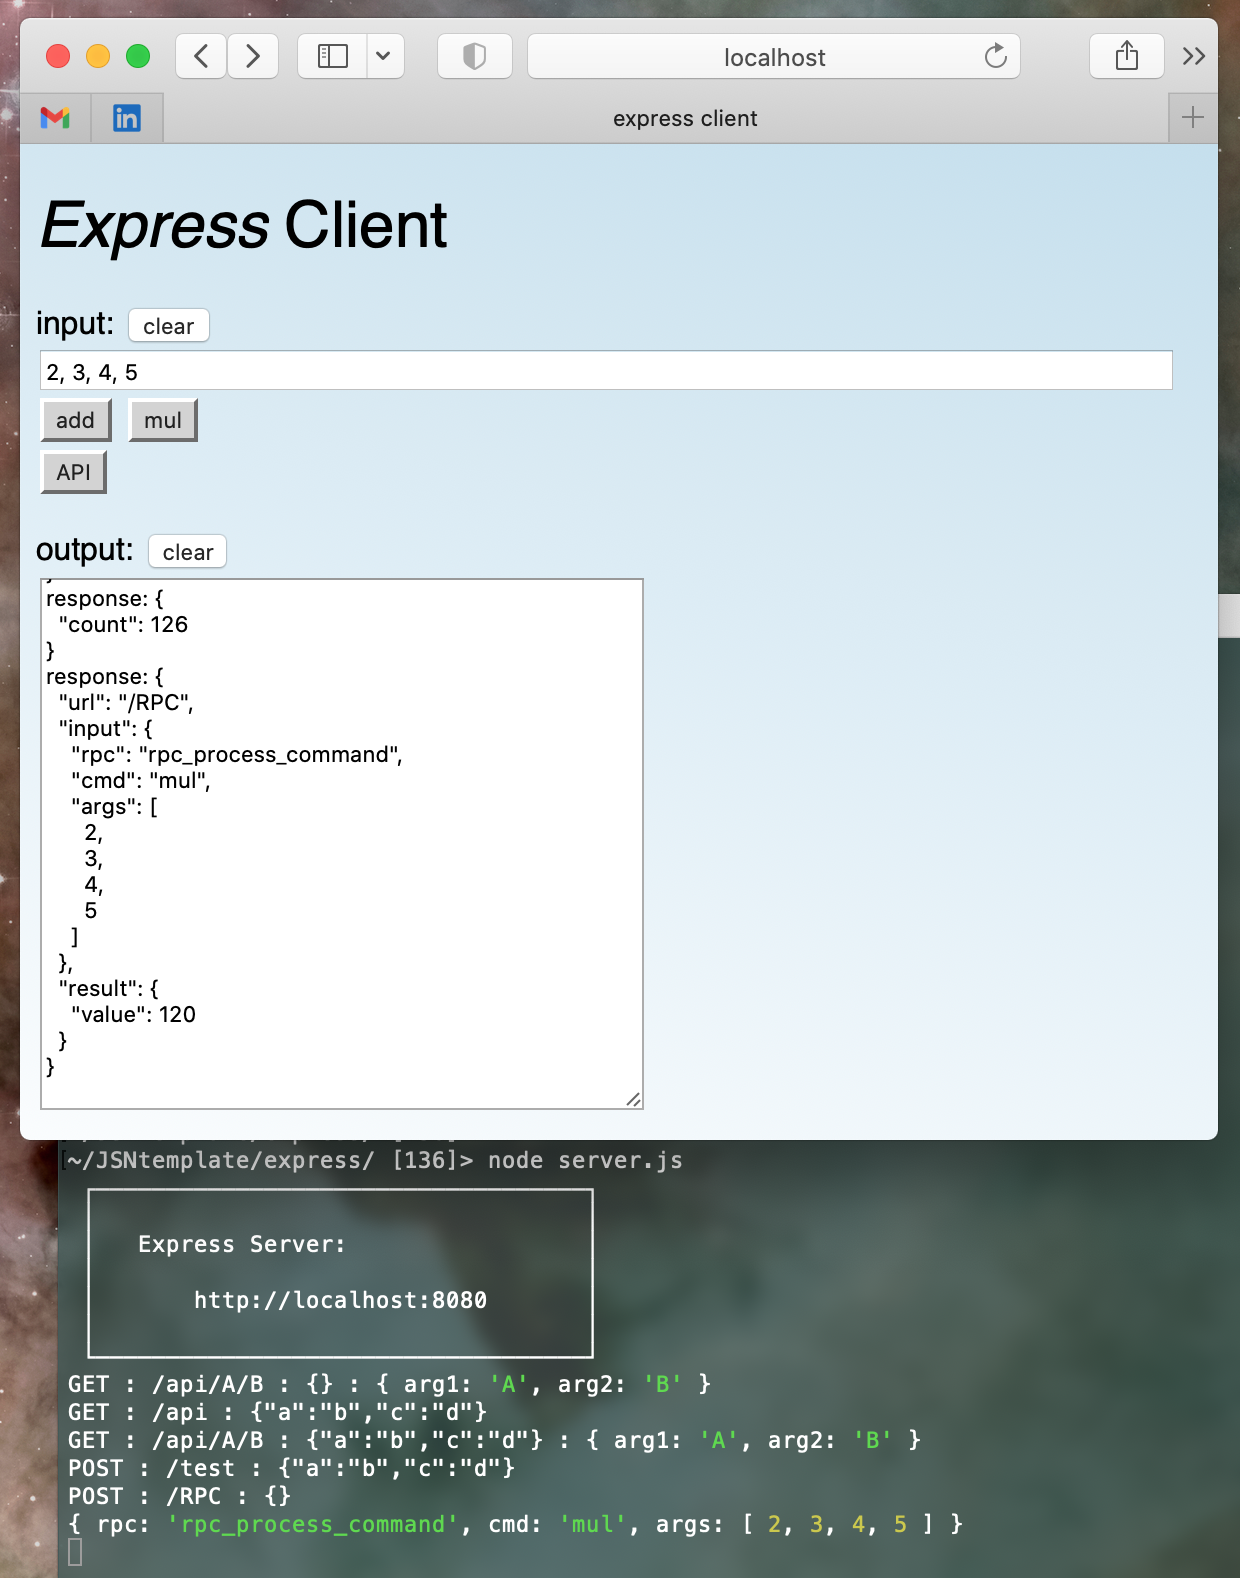 localhost
express client
Express Client
input: clear
2, 3, 4, 5
add mul
API
output: clear
}
response: {
"count": 126
}
response: {
"url": "/RPC",
"input": {
"rpc": "rpc_process_command",
"cmd": "mul",
"args": [
2,
3,
4,
5
]
},
"result": {
"value": 120
}
}
[~/JSNtemplate/express/ [136]> node server.js
Express Server:
http://localhost:8080
GET : /api/A/B : {} : { arg1: 'A', arg2: 'B' }
GET : /api : {"a":"b","c":"d"}
GET : /api/A/B : {"a":"b","c":"d"} : { arg1: 'A', arg2: 'B' }
POST : /test : {"a":"b","c":"d"}
POST : /RPC : {}
{ rpc: 'rpc_process_command', cmd: 'mul', args: [ 2, 3, 4, 5 ] }